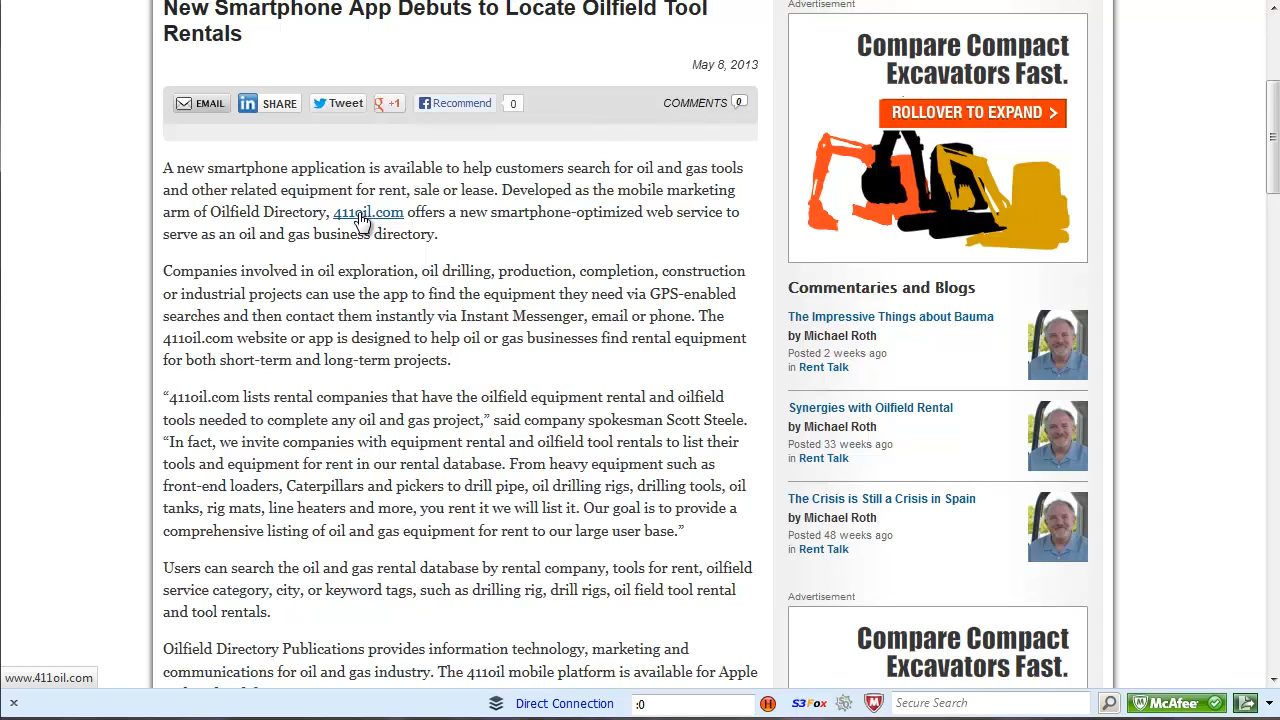 New Smartphone App Debuts to Locate Oilfield Tool
Rentals
May 8, 2013
EMAIL
in SHARE
Tweet
g +1
Recommend
0
COMMENTS 0
A new smartphone application is available to help customers search for oil and gas tools
and other related equipment for rent, sale or lease. Developed as the mobile marketing
arm of Oilfield Directory, 411oil.com offers a new smartphone-optimized web service to
serve as an oil and gas business directory.
Companies involved in oil exploration, oil drilling, production, completion, construction
or industrial projects can use the app to find the equipment they need via GPS-enabled
searches and then contact them instantly via Instant Messenger, email or phone. The
411oil.com website or app is designed to help oil or gas businesses find rental equipment
for both short-term and long-term projects.
“411oil.com lists rental companies that have the oilfield equipment rental and oilfield
tools needed to complete any oil and gas project,” said company spokesman Scott Steele.
“In fact, we invite companies with equipment rental and oilfield tool rentals to list their
tools and equipment for rent in our rental database. From heavy equipment such as
front-end loaders, Caterpillars and pickers to drill pipe, oil drilling rigs, drilling tools, oil
tanks, rig mats, line heaters and more, you rent it we will list it. Our goal is to provide a
comprehensive listing of oil and gas equipment for rent to our large user base.”
Users can search the oil and gas rental database by rental company, tools for rent, oilfield
service category, city, or keyword tags, such as drilling rig, drill rigs, oil field tool rental
and tool rentals.
Oilfield Directory Publications provides information technology, marketing and
communications for oil and gas industry. The 411oil mobile platform is available for Apple
Advertisement
Compare Compact
Excavators Fast.
ROLLOVER TO EXPAND >
Commentaries and Blogs
The Impressive Things about Bauma
by Michael Roth
Posted 2 weeks ago
in Rent Talk
Synergies with Oilfield Rental
by Michael Roth
Posted 33 weeks ago
in Rent Talk
The Crisis is Still a Crisis in Spain
by Michael Roth
Posted 48 weeks ago
in Rent Talk
Advertisement
Compare Compact
Excavators Fast.
www.411oil.com
Direct Connection
:0
H
S3Fox
Secure Search
McAfee